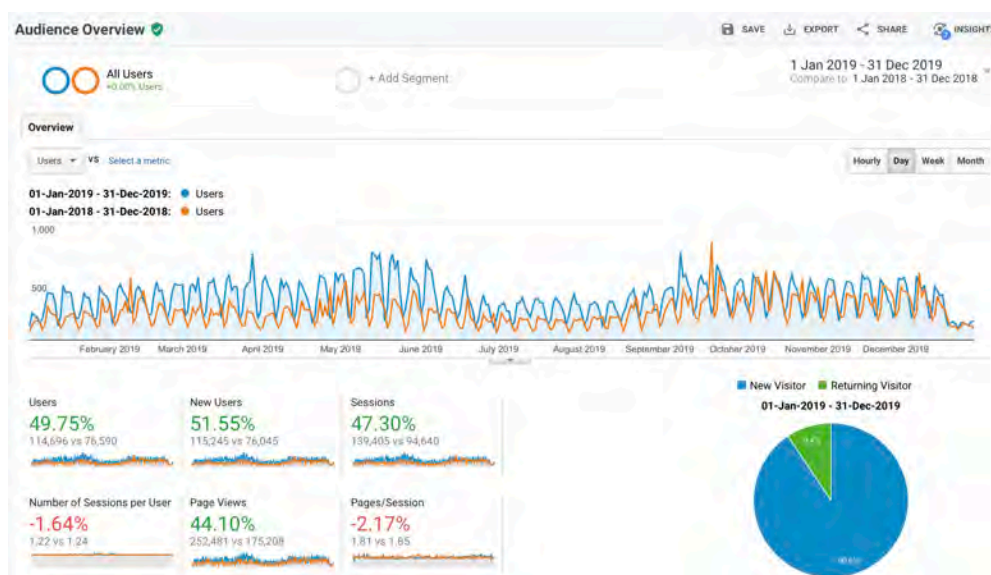 Audience Overview
SAVE EXPORT SHARE INSIGHT
All Users
+0.00% Users
+ Add Segment
1 Jan 2019 - 31 Dec 2019
Compare to: 1 Jan 2018 - 31 Dec 2018
Overview
Users VS Select a metric
Hourly Day Week Month
01-Jan-2019 - 31-Dec-2019: Users
01-Jan-2018 - 31-Dec-2018: Users
1,000
500
February 2019 March 2019 April 2019 May 2019 June 2019 July 2019 August 2019 September 2019 October 2019 November 2019 December 2019
New Visitor Returning Visitor
01-Jan-2019 - 31-Dec-2019
Users
49.75%
114,696 vs 76,590
New Users
51.55%
115,245 vs 76,045
Sessions
47.30%
139,405 vs 94,640
Number of Sessions per User
-1.64%
1.22 vs 1.24
Page Views
44.10%
252,481 vs 175,208
Pages/Session
-2.17%
1.81 vs 1.85